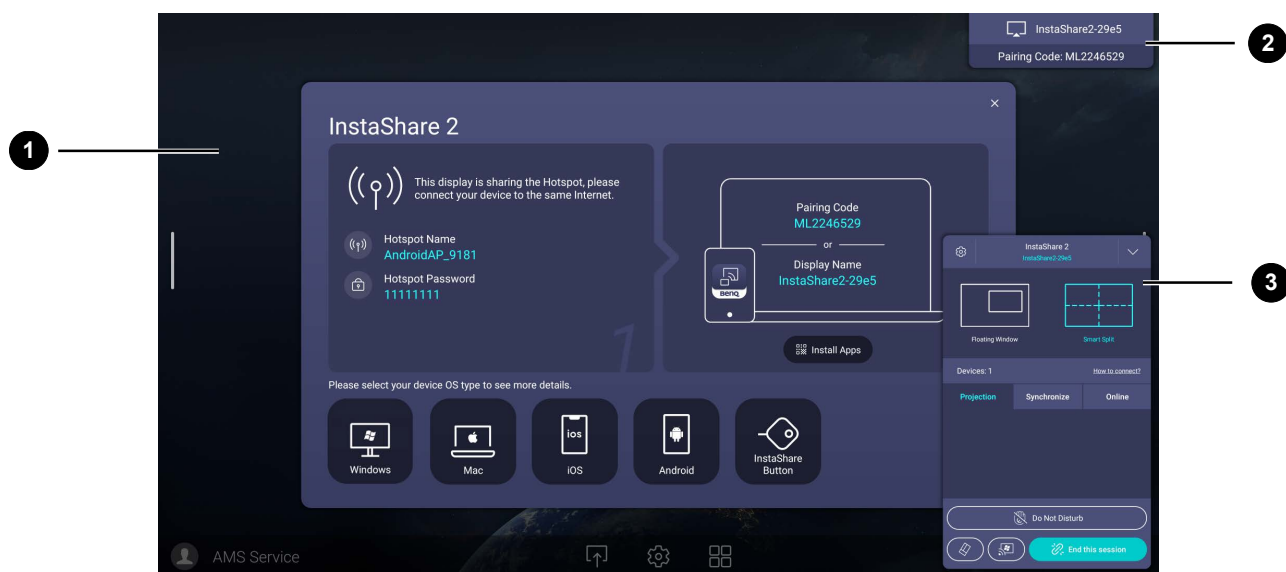 InstaShare2-29e5
Pairing Code: ML2246529
2
InstaShare 2
1
This display is sharing the Hotspot, please
connect your device to the same Internet.
Hotspot Name
AndroidAP_9181
Hotspot Password
11111111
1
Pairing Code
ML2246529
or
Display Name
InstaShare2-29e5
BenQ
Install Apps
Please select your device OS type to see more details.
Windows
Mac
ios
iOS
Android
InstaShare
Button
InstaShare 2
InstaShare2-29e5
3
Floating Window
Smart Split
Devices: 1
How to connect?
Projection
Synchronize
Online
Do Not Disturb
End this session
AMS Service